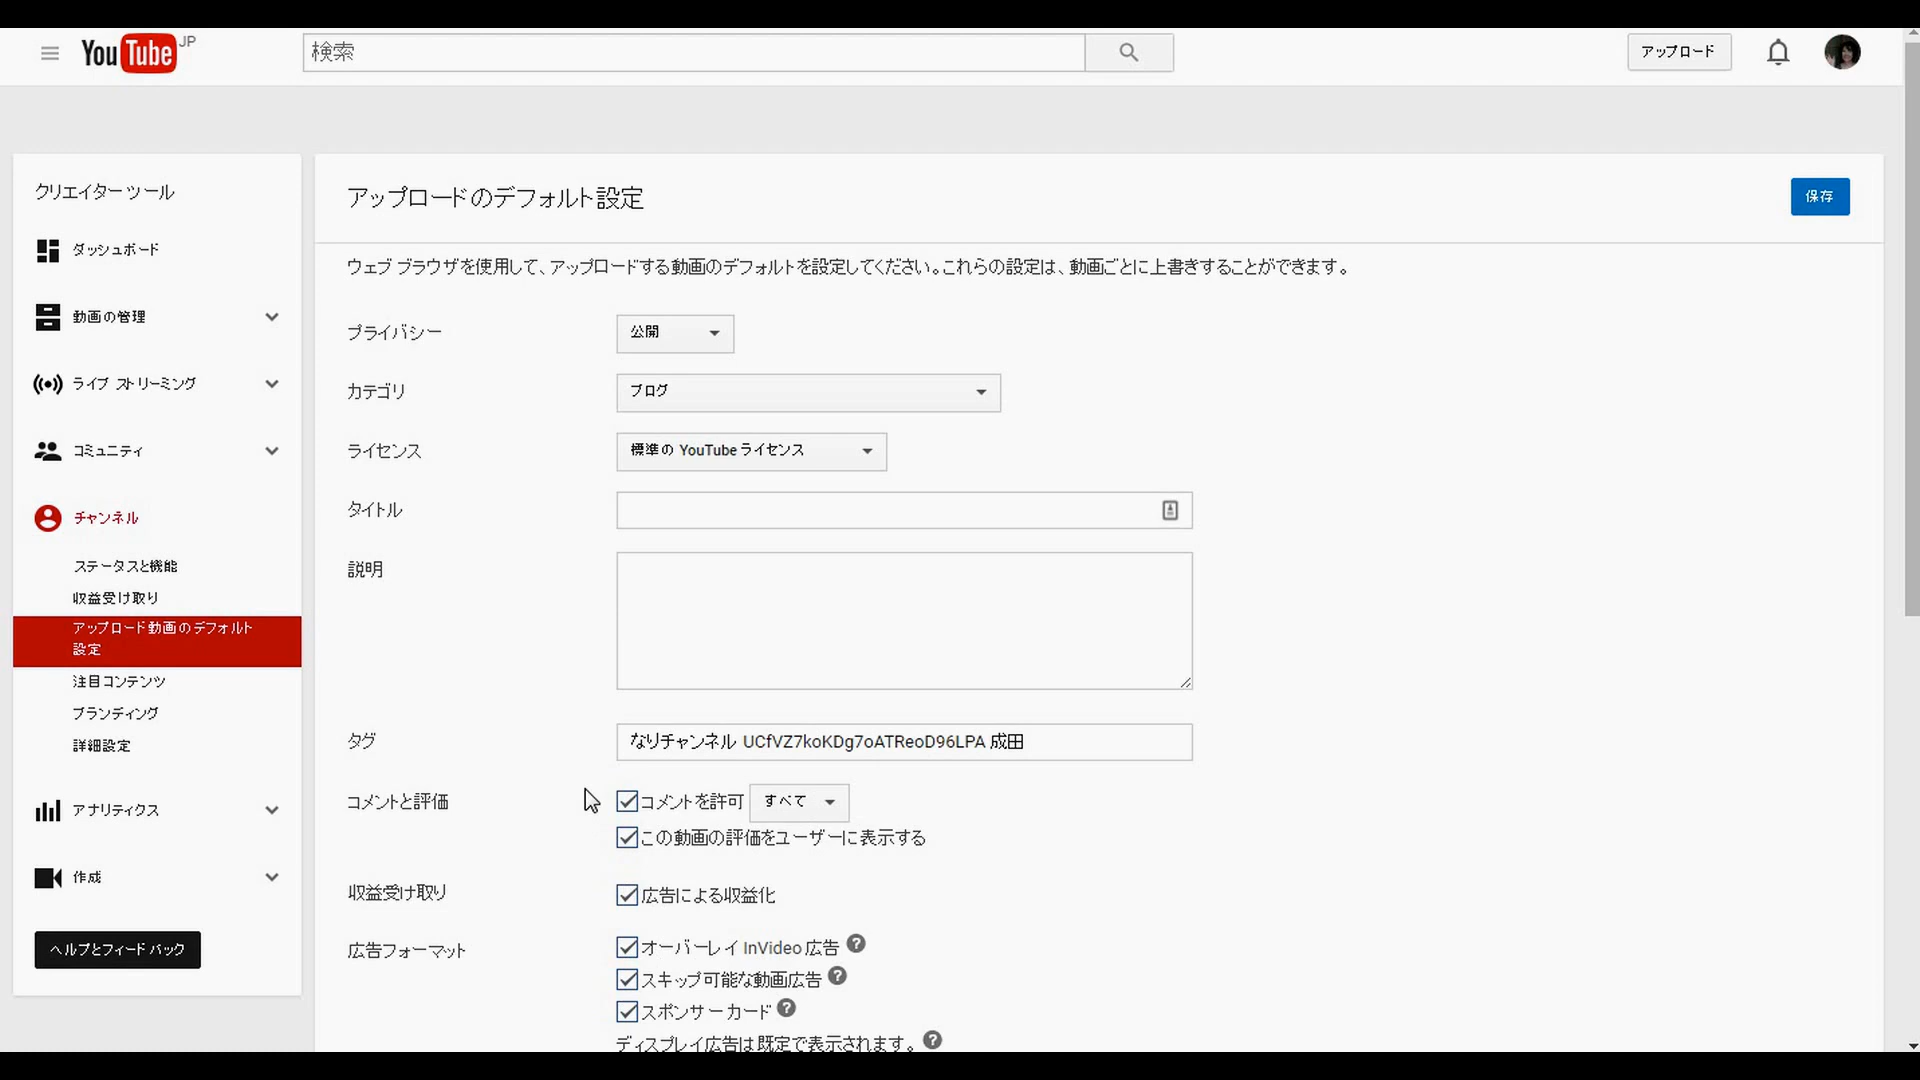 YouTube JP
検索
アップロード
クリエイター ツール
ダッシュボード
動画の管理
ライブ ストリーミング
コミュニティ
チャンネル
ステータスと機能
収益受け取り
アップロード動画のデフォルト
設定
注目コンテンツ
ブランディング
詳細設定
アナリティクス
作成
ヘルプとフィードバック
アップロードのデフォルト設定
保存
ウェブ ブラウザを使用して、アップロードする動画のデフォルトを設定してください。これらの設定は、動画ごとに上書きすることができます。
プライバシー
公開
カテゴリ
ブログ
ライセンス
標準の YouTube ライセンス
タイトル
説明
タグ
なりチャンネル UCfVZ7koKDg7oATReoD96LPA 成田
コメントと評価
コメントを許可 すべて
この動画の評価をユーザーに表示する
収益受け取り
広告による収益化
広告フォーマット
オーバーレイ InVideo 広告
スキップ可能な動画広告
スポンサー カード
ディスプレイ広告は既定で表示されます。